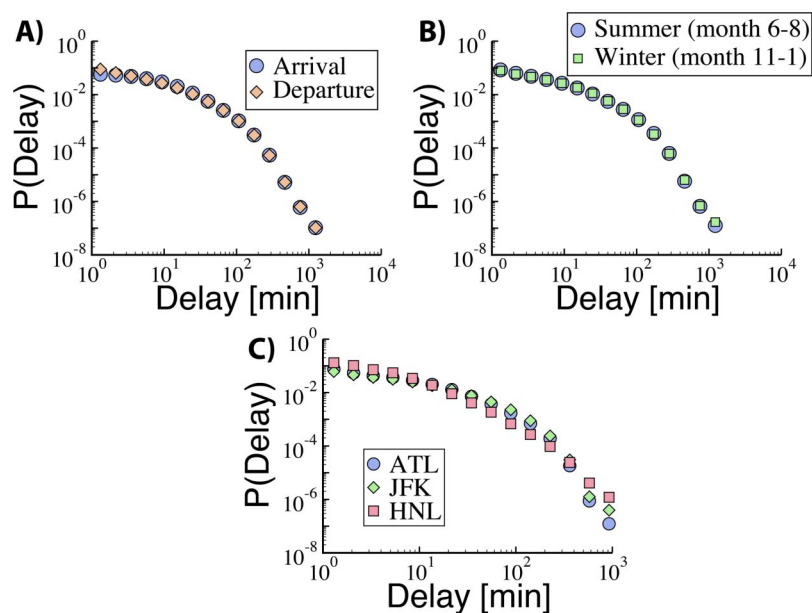 A)
10^0
10^-2
10^-4
10^-6
10^-8
P(Delay)
Arrival
Departure
10^0 10^1 10^2 10^3 10^4
Delay [min]
B)
10^0
10^-2
10^-4
10^-6
10^-8
P(Delay)
Summer (month 6-8)
Winter (month 11-1)
10^0 10^1 10^2 10^3 10^4
Delay [min]
C)
10^0
10^-2
10^-4
10^-6
10^-8
P(Delay)
ATL
JFK
HNL
10^0 10^1 10^2 10^3
Delay [min]